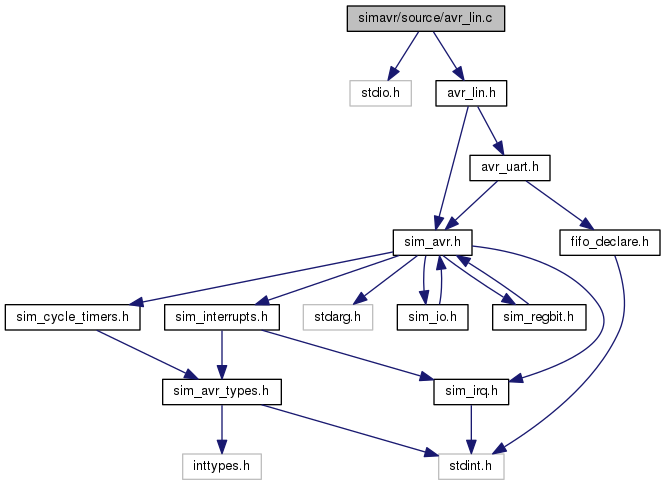 simavr/source/avr_lin.c
stdio.h
avr_lin.h
avr_uart.h
sim_avr.h
fifo_declare.h
sim_cycle_timers.h
sim_interrupts.h
stdarg.h
sim_io.h
sim_regbit.h
sim_avr_types.h
sim_irq.h
inttypes.h
stdint.h